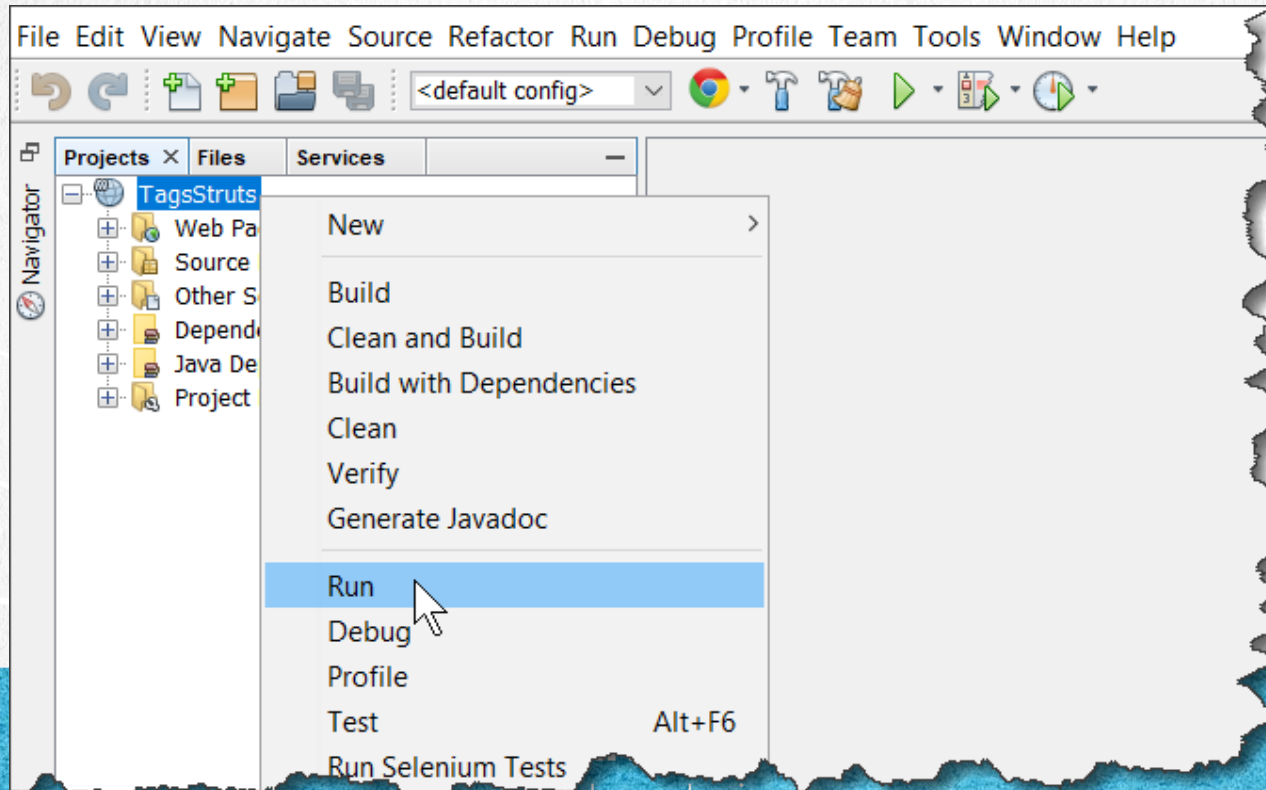 File Edit View Navigate Source Refactor Run Debug Profile Team Tools Window Help
<default config>
Projects Files Services
Navigator
TagsStruts
Web Pa
Source
Other S
Depende
Java De
Project
New
Build
Clean and Build
Build with Dependencies
Clean
Verify
Generate Javadoc
Run
Debug
Profile
Test Alt+F6
Run Selenium Tests